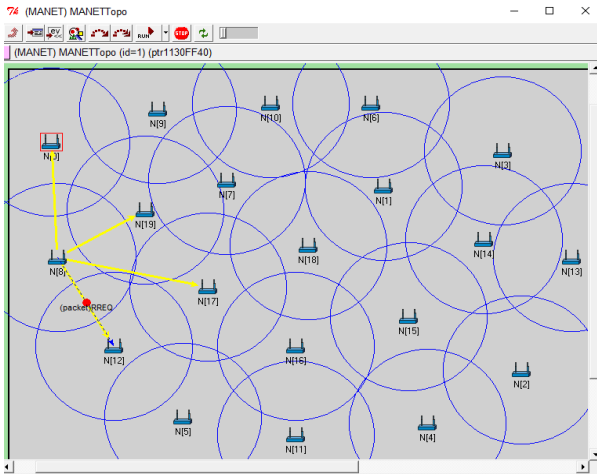 (MANET) MANETTopo
RUN
STOP
(MANET) MANETTopo (id=1) (ptr1130FF40)
N[10]
N[6]
N[9]
N[3]
N[7]
N[1]
N[19]
N[14]
N[18]
N[13]
N[8]
N[17]
(packet)RREQ
N[15]
N[12]
N[16]
N[2]
N[5]
N[4]
N[11]